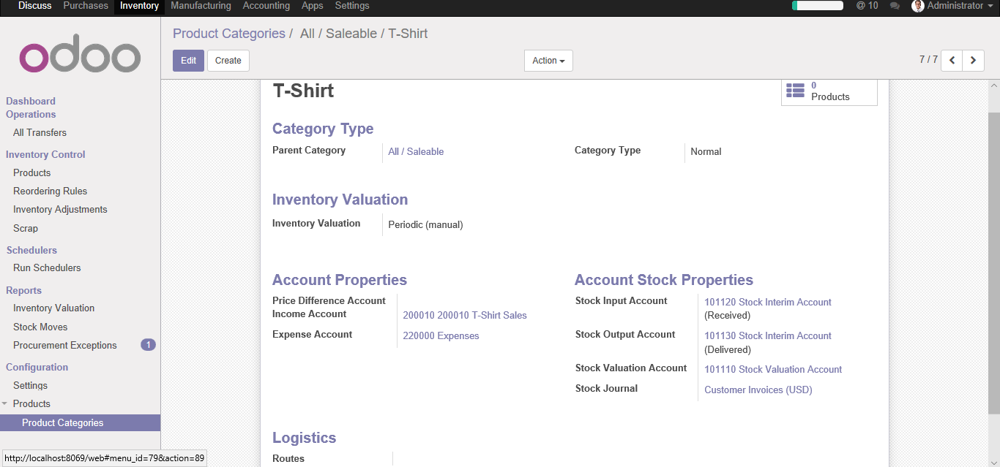 Discuss Purchases Inventory Manufacturing Accounting Apps Settings @ 10 Administrator
odoo
Product Categories / All / Saleable / T-Shirt
Edit Create Action 7 / 7
Dashboard
Operations
All Transfers
Inventory Control
Products
Reordering Rules
Inventory Adjustments
Scrap
Schedulers
Run Schedulers
Reports
Inventory Valuation
Stock Moves
Procurement Exceptions 1
Configuration
Settings
Products
Product Categories
http://localhost:8069/web#menu_id=79&action=89
T-Shirt
0
Products
Category Type
Parent Category All / Saleable
Category Type Normal
Inventory Valuation
Inventory Valuation Periodic (manual)
Account Properties
Price Difference Account
Income Account 200010 200010 T-Shirt Sales
Expense Account 220000 Expenses
Account Stock Properties
Stock Input Account 101120 Stock Interim Account
(Received)
Stock Output Account 101130 Stock Interim Account
(Delivered)
Stock Valuation Account 101110 Stock Valuation Account
Stock Journal Customer Invoices (USD)
Logistics
Routes